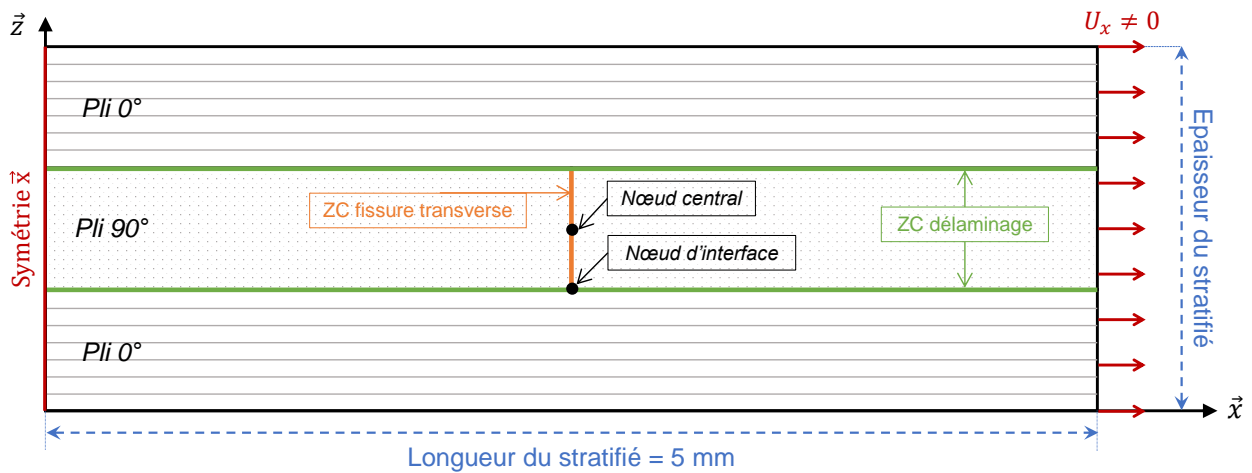 z⃗
U_x ≠ 0
Pli 0°
Symétrie x⃗
ZC fissure transverse
Nœud central
Pli 90°
ZC délaminage
Nœud d'interface
Epaisseur du stratifié
Pli 0°
x⃗
Longueur du stratifié = 5 mm